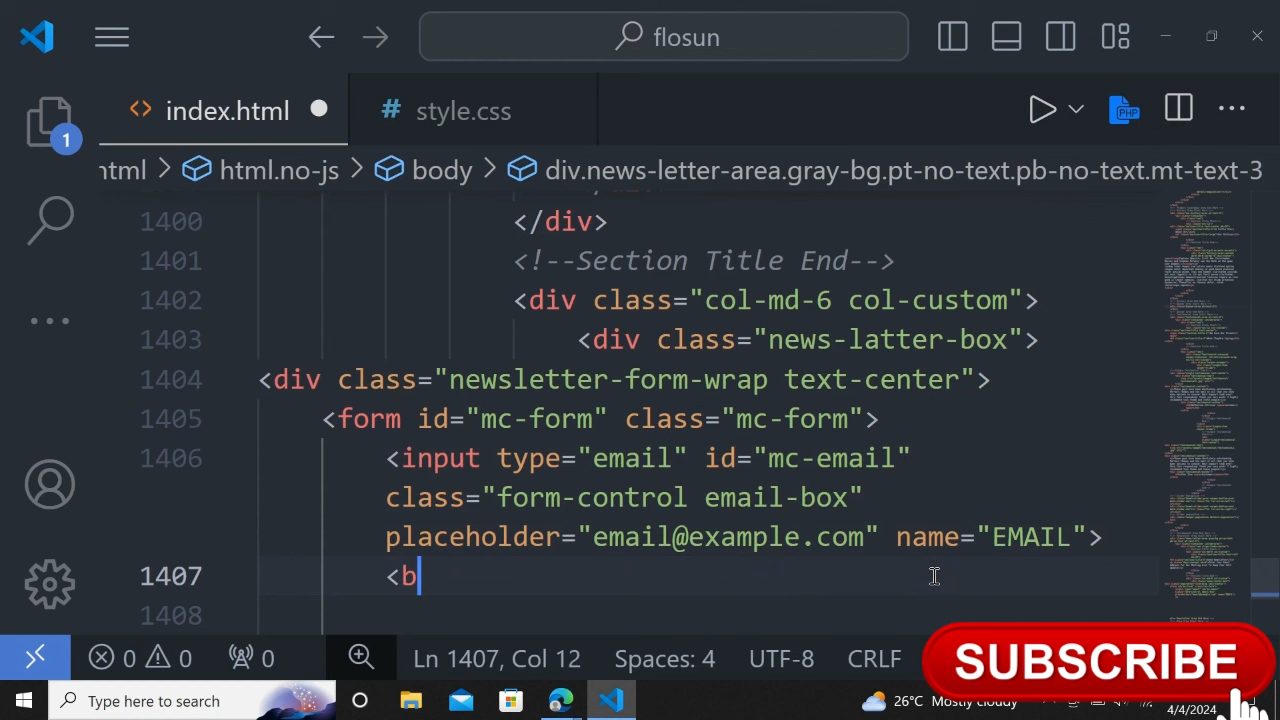 flosun
index.html
# style.css
html > html.no-js > body > div.news-letter-area.gray-bg.pt-no-text.pb-no-text.mt-text-3
1
1400 </div>
1401 !--Section Title End-->
1402 <div class="col-md-6 col-custom">
1403 <div class="news-latter-box">
1404 <div class="newsletter-form-wrap text-center">
1405 <form id="mc-form" class="mc-form">
1406 <input type="email" id="mc-email"
class="form-control email-box"
placeholder="email@example.com" name="EMAIL">
1407 <b
1408
0 0 0 Ln 1407, Col 12 Spaces: 4 UTF-8 CRLF
SUBSCRIBE
Type here to search
26°C Mostly cloudy
4/4/2024